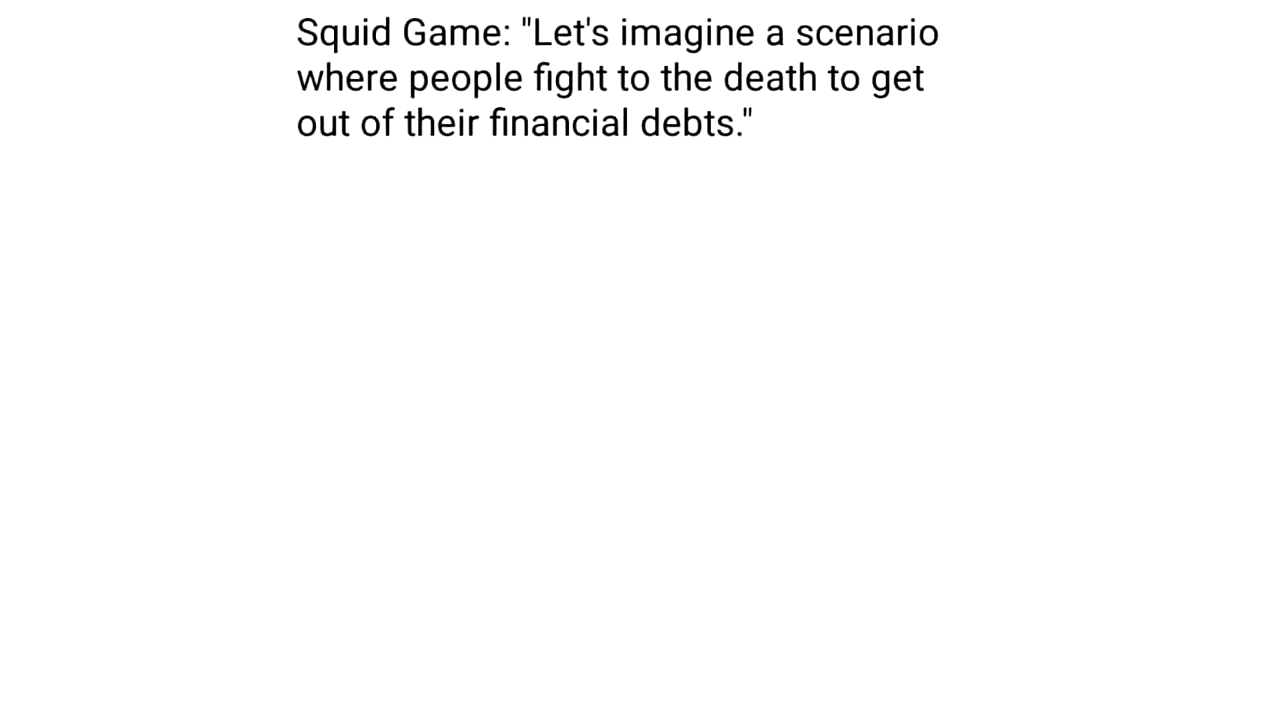 Squid Game: "Let's imagine a scenario
where people fight to the death to get
out of their financial debts."